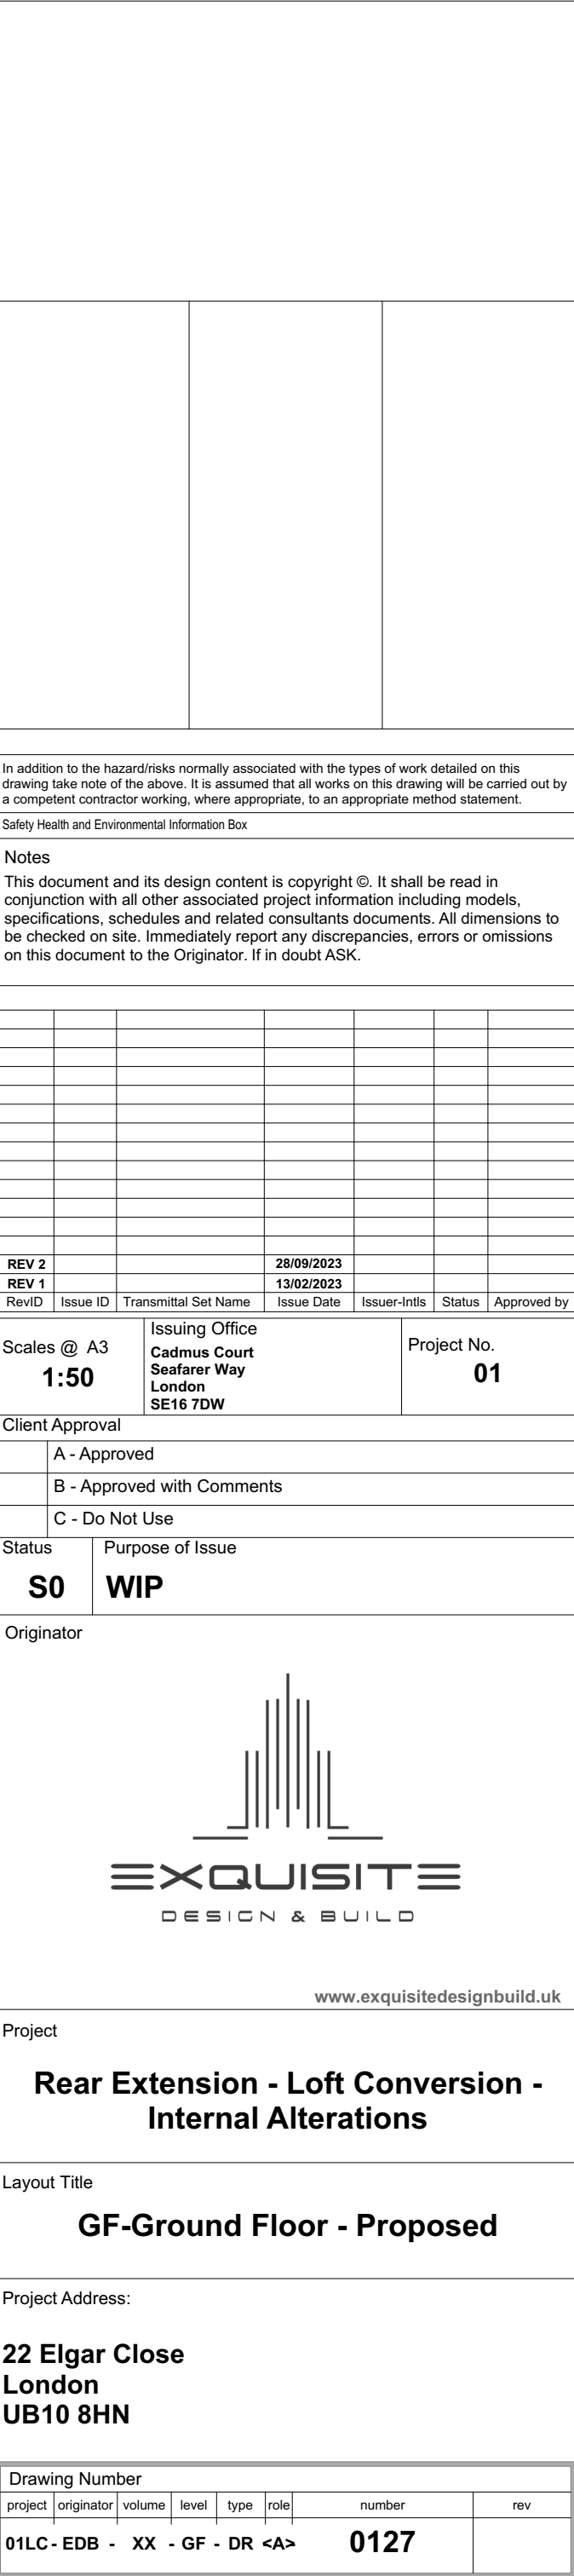 In addition to the hazard/risks normally associated with the types of work detailed on this
drawing take note of the above. It is assumed that all works on this drawing will be carried out by
a competent contractor working, where appropriate, to an appropriate method statement.
Safety Health and Environmental Information Box
Notes
This document and its design content is copyright ©. It shall be read in
conjunction with all other associated project information including models,
specifications, schedules and related consultants documents. All dimensions to
be checked on site. Immediately report any discrepancies, errors or omissions
on this document to the Originator. If in doubt ASK.
REV 2 28/09/2023
REV 1 13/02/2023
RevID Issue ID Transmittal Set Name Issue Date Issuer-Intls Status Approved by
Scales @ A3
1:50
Issuing Office
Cadmus Court
Seafarer Way
London
SE16 7DW
Project No.
01
Client Approval
A - Approved
B - Approved with Comments
C - Do Not Use
Status
S0
Purpose of Issue
WIP
Originator
EXQUISITE
DESIGN & BUILD
www.exquisitedesignbuild.uk
Project
Rear Extension - Loft Conversion -
Internal Alterations
Layout Title
GF-Ground Floor - Proposed
Project Address:
22 Elgar Close
London
UB10 8HN
Drawing Number
project originator volume level type role number rev
01LC - EDB - XX - GF - DR <A> 0127